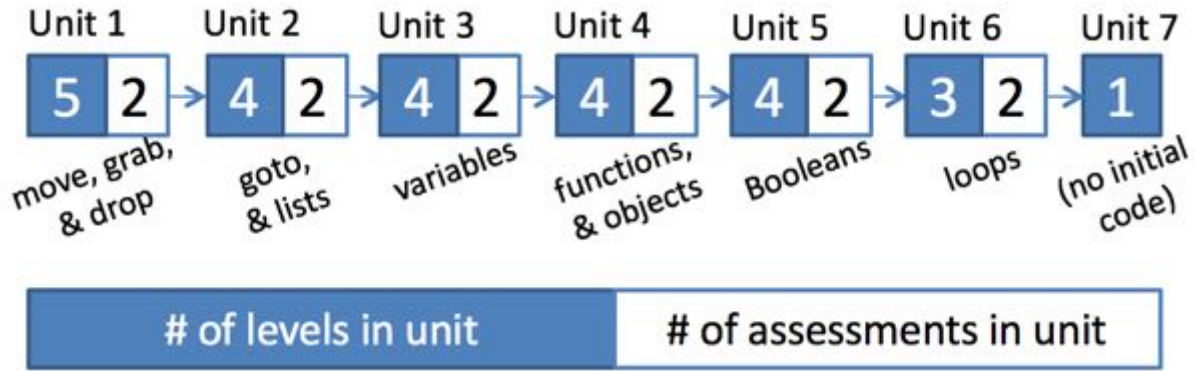 Unit 1 Unit 2 Unit 3 Unit 4 Unit 5 Unit 6 Unit 7
5 2 4 2 4 2 4 2 4 2 3 2 1
move, grab,
& drop
goto,
& lists
variables
functions,
& objects
Booleans
loops
(no initial
code)
# of levels in unit # of assessments in unit